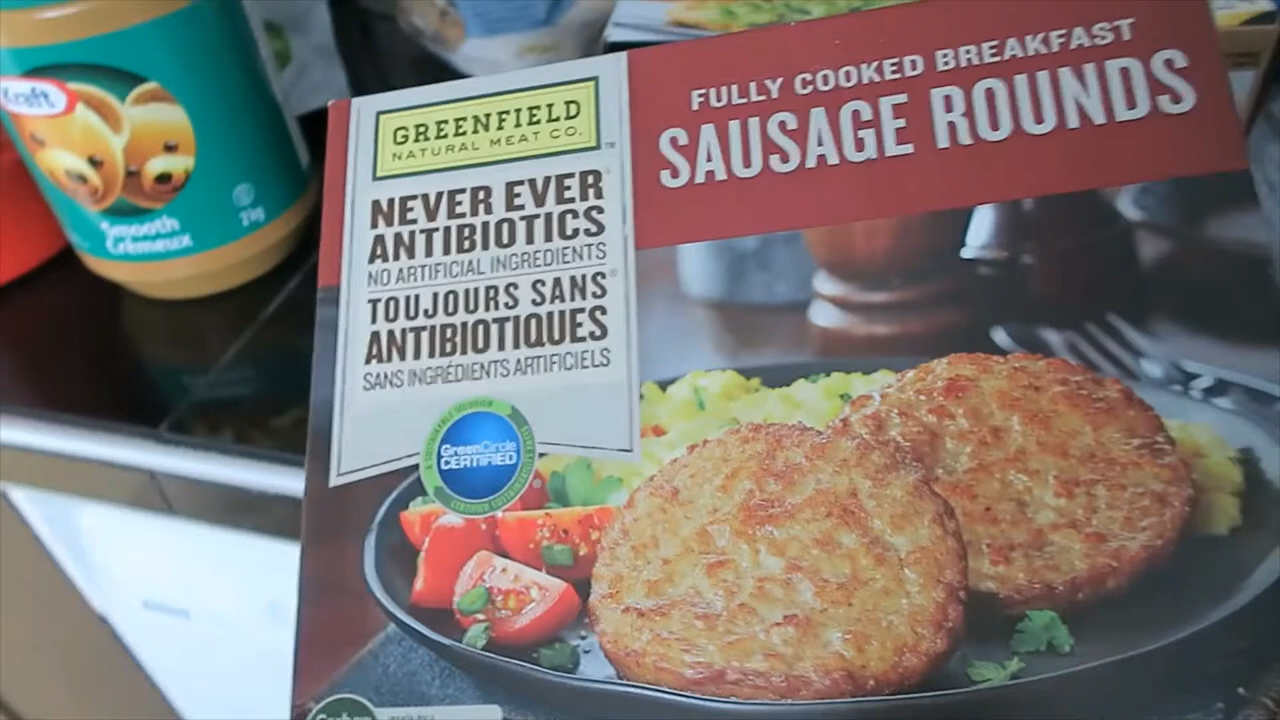 Kraft
Smooth
Crémeux
GREENFIELD
NATURAL MEAT CO.™
NEVER EVER
ANTIBIOTICS
NO ARTIFICIAL INGREDIENTS
TOUJOURS SANS®
ANTIBIOTIQUES
SANS INGRÉDIENTS ARTIFICIELS
GreenCircle
CERTIFIED
FULLY COOKED BREAKFAST
SAUSAGE ROUNDS